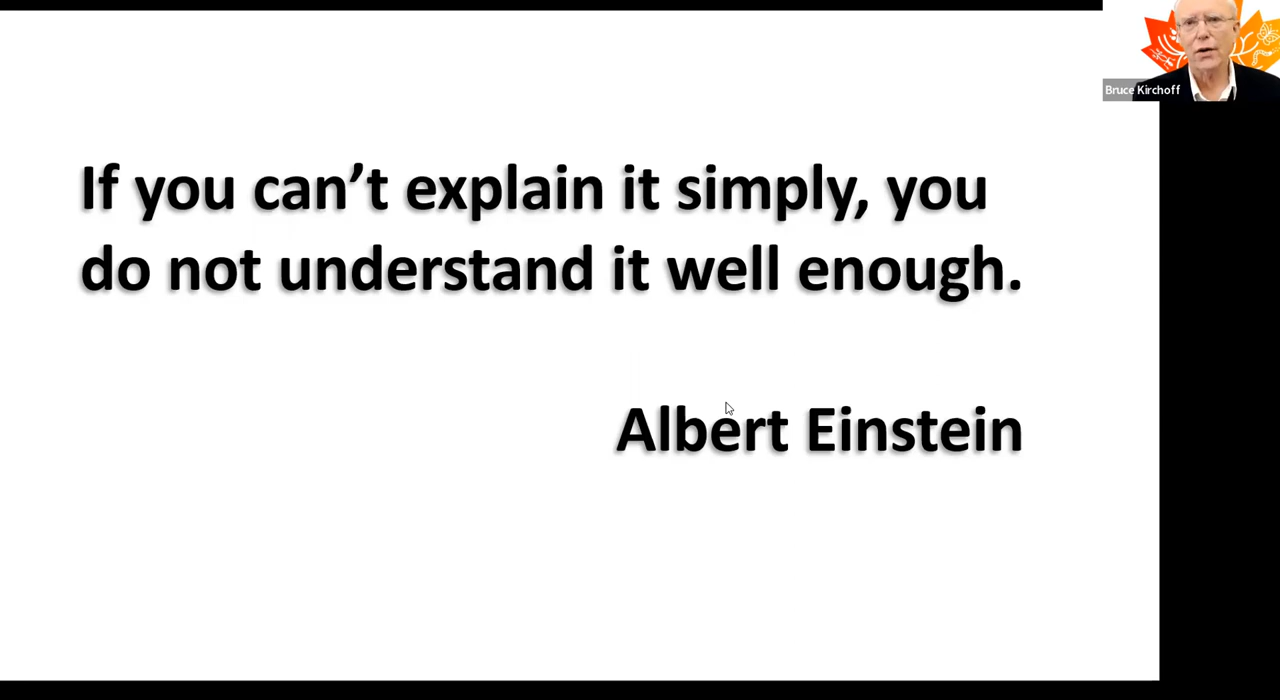 Bruce Kirchoff
If you can’t explain it simply, you
do not understand it well enough.
Albert Einstein